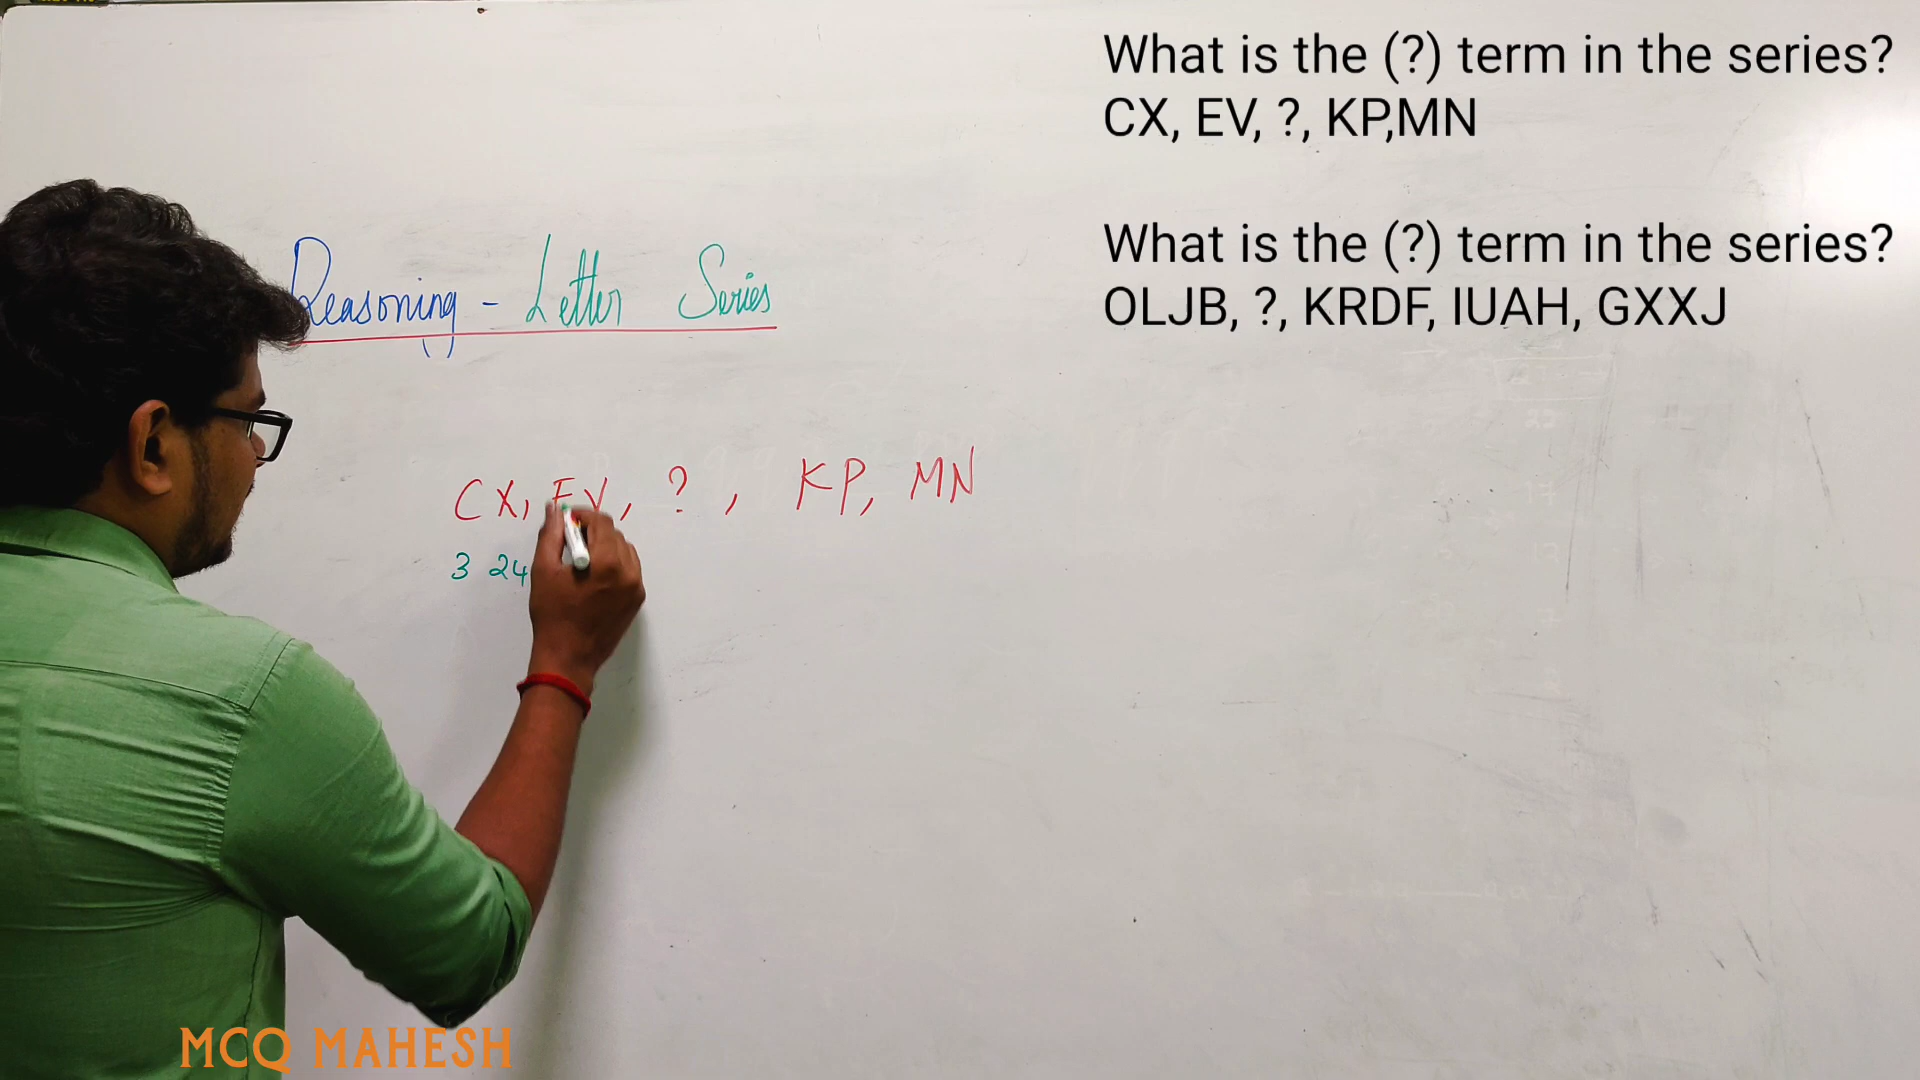 What is the (?) term in the series?
CX, EV, ?, KP,MN
What is the (?) term in the series?
OLJB, ?, KRDF, IUAH, GXXJ
Reasoning - Letter Series
CX, EV, ?, KP, MN
3 24
MCQ MAHESH